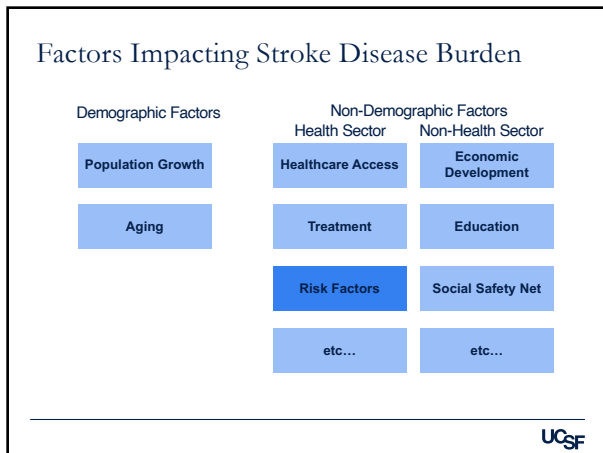 Factors Impacting Stroke Disease Burden
Demographic Factors
Population Growth
Aging
Non-Demographic Factors
Health Sector
Non-Health Sector
Healthcare Access
Economic
Development
Treatment
Education
Risk Factors
Social Safety Net
etc…
etc…
UCSF